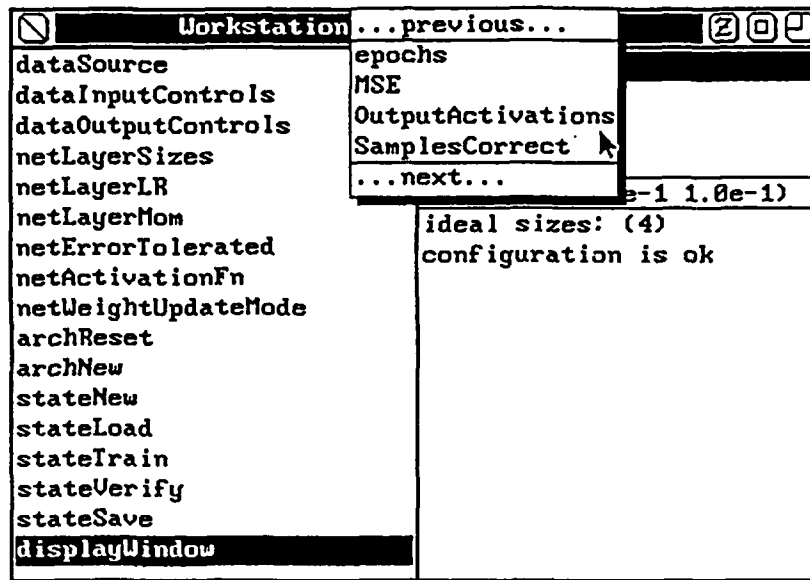 Workstation
...previous...
epochs
MSE
OutputActivations
SamplesCorrect
...next...
dataSource
dataInputControls
dataOutputControls
netLayerSizes
netLayerLR
netLayerMom
netErrorTolerated
netActivationFn
netWeightUpdateMode
archReset
archNew
stateNew
stateLoad
stateTrain
stateVerify
stateSave
displayWindow
e-1 1.0e-1)
ideal sizes: (4)
configuration is ok